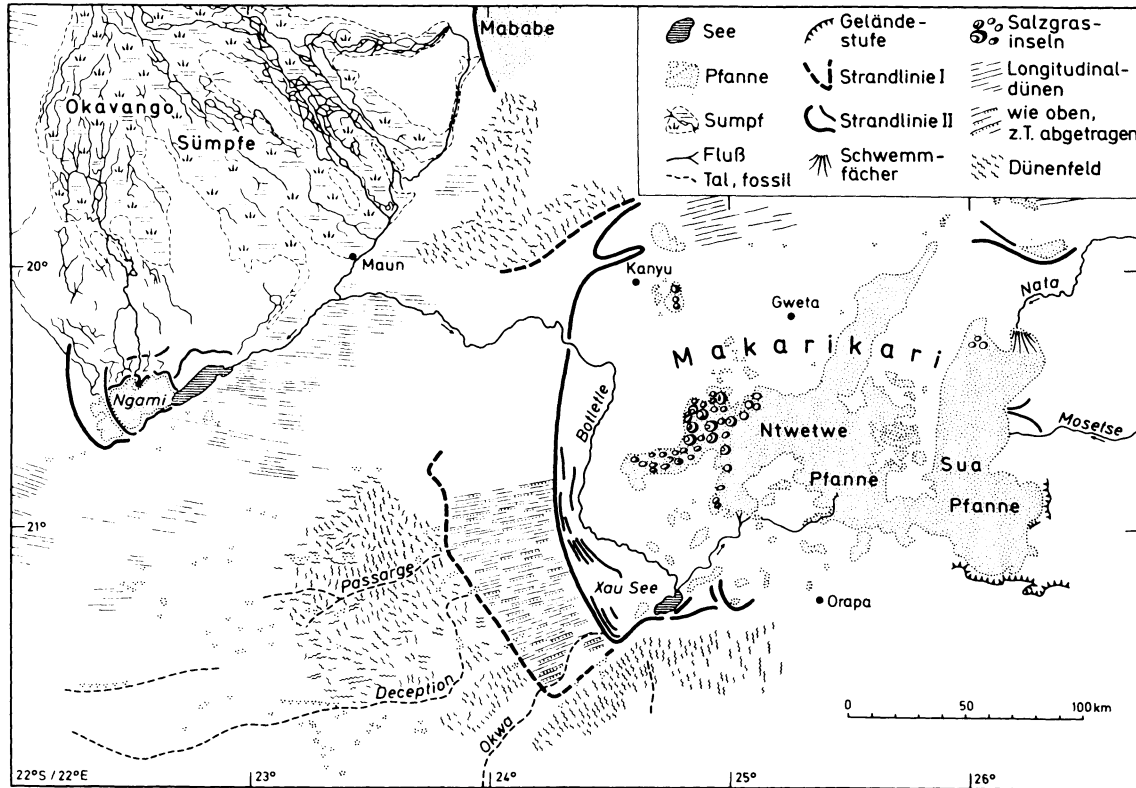 Mababe
Okavango
Sümpfe
See
Pfanne
Sumpf
Fluß
Tal, fossil
Gelände-
stufe
Strandlinie I
Strandlinie II
Schwemm-
fächer
Salzgras-
inseln
Longitudinal-
dünen
wie oben,
z.T. abgetragen
Dünenfeld
20°
Maun
Kanyu
Gweta
Nata
Makarikari
Ngami
Botletle
Ntwetwe
Pfanne
Mosetse
Sua
Pfanne
21°
Passarge
Xau See
Orapa
Deception
Okwa
0 50 100 km
22°S / 22°E
23°
24°
25°
26°